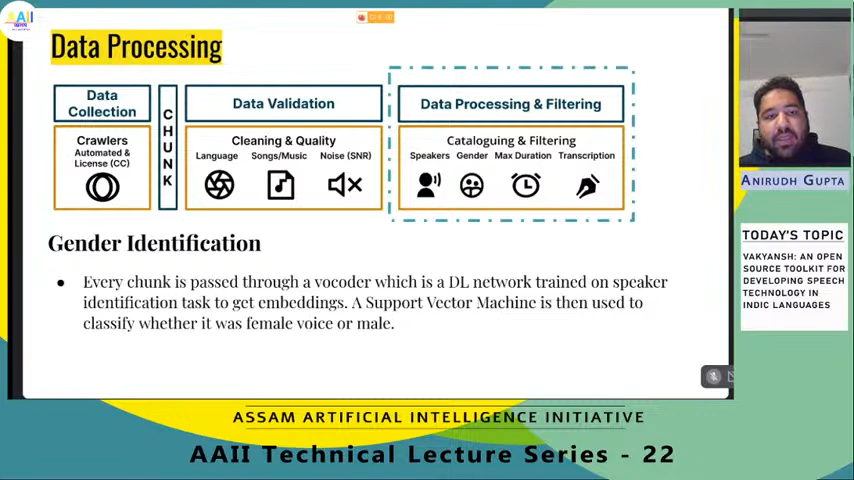 AAII
Data Processing
Data
Collection
CHUNK
Data Validation
Data Processing & Filtering
Crawlers
Automated &
License (CC)
Cleaning & Quality
Language Songs/Music Noise (SNR)
Cataloguing & Filtering
Speakers Gender Max Duration Transcription
Gender Identification
● Every chunk is passed through a vocoder which is a DL network trained on speaker
identification task to get embeddings. A Support Vector Machine is then used to
classify whether it was female voice or male.
ANIRUDH GUPTA
TODAY'S TOPIC
VAKYANSH: AN OPEN
SOURCE TOOLKIT FOR
DEVELOPING SPEECH
TECHNOLOGY IN
INDIC LANGUAGES
ASSAM ARTIFICIAL INTELLIGENCE INITIATIVE
AAII Technical Lecture Series - 22